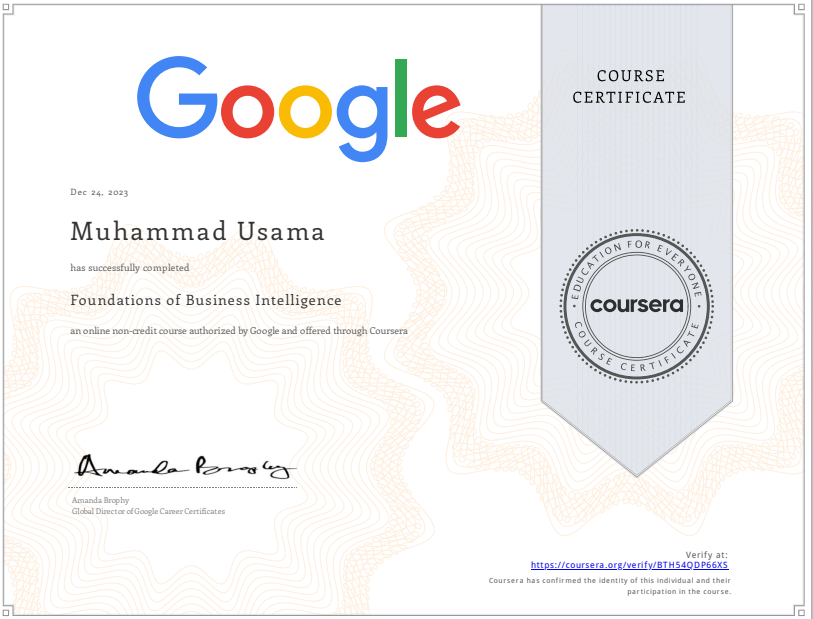 Google
COURSE
CERTIFICATE
Dec 24, 2023
Muhammad Usama
has successfully completed
Foundations of Business Intelligence
an online non-credit course authorized by Google and offered through Coursera
EDUCATION FOR EVERYONE
coursera
COURSE CERTIFICATE
Amanda Brophy
Amanda Brophy
Global Director of Google Career Certificates
Verify at:
https://coursera.org/verify/BTH54QDP66XS
Coursera has confirmed the identity of this individual and their
participation in the course.